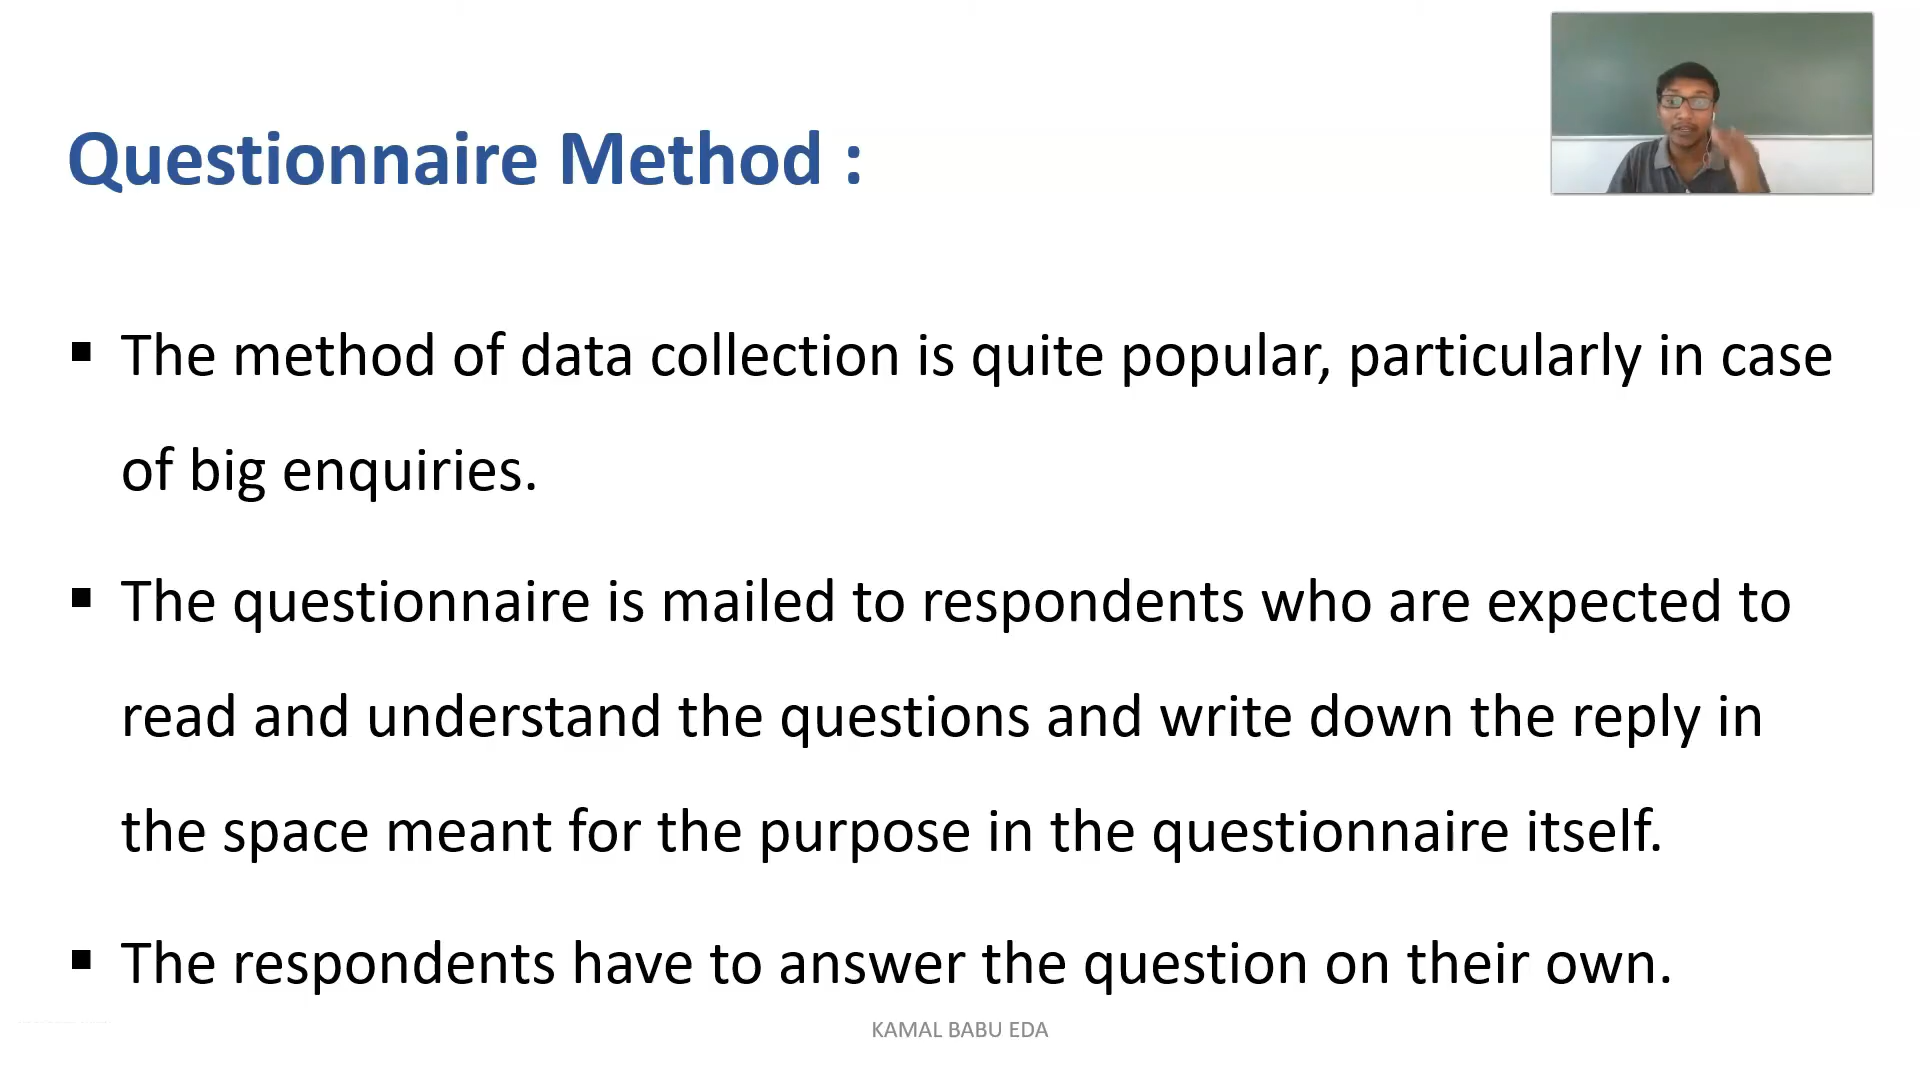 Questionnaire Method :
▪ The method of data collection is quite popular, particularly in case
of big enquiries.
▪ The questionnaire is mailed to respondents who are expected to
read and understand the questions and write down the reply in
the space meant for the purpose in the questionnaire itself.
▪ The respondents have to answer the question on their own.
KAMAL BABU EDA